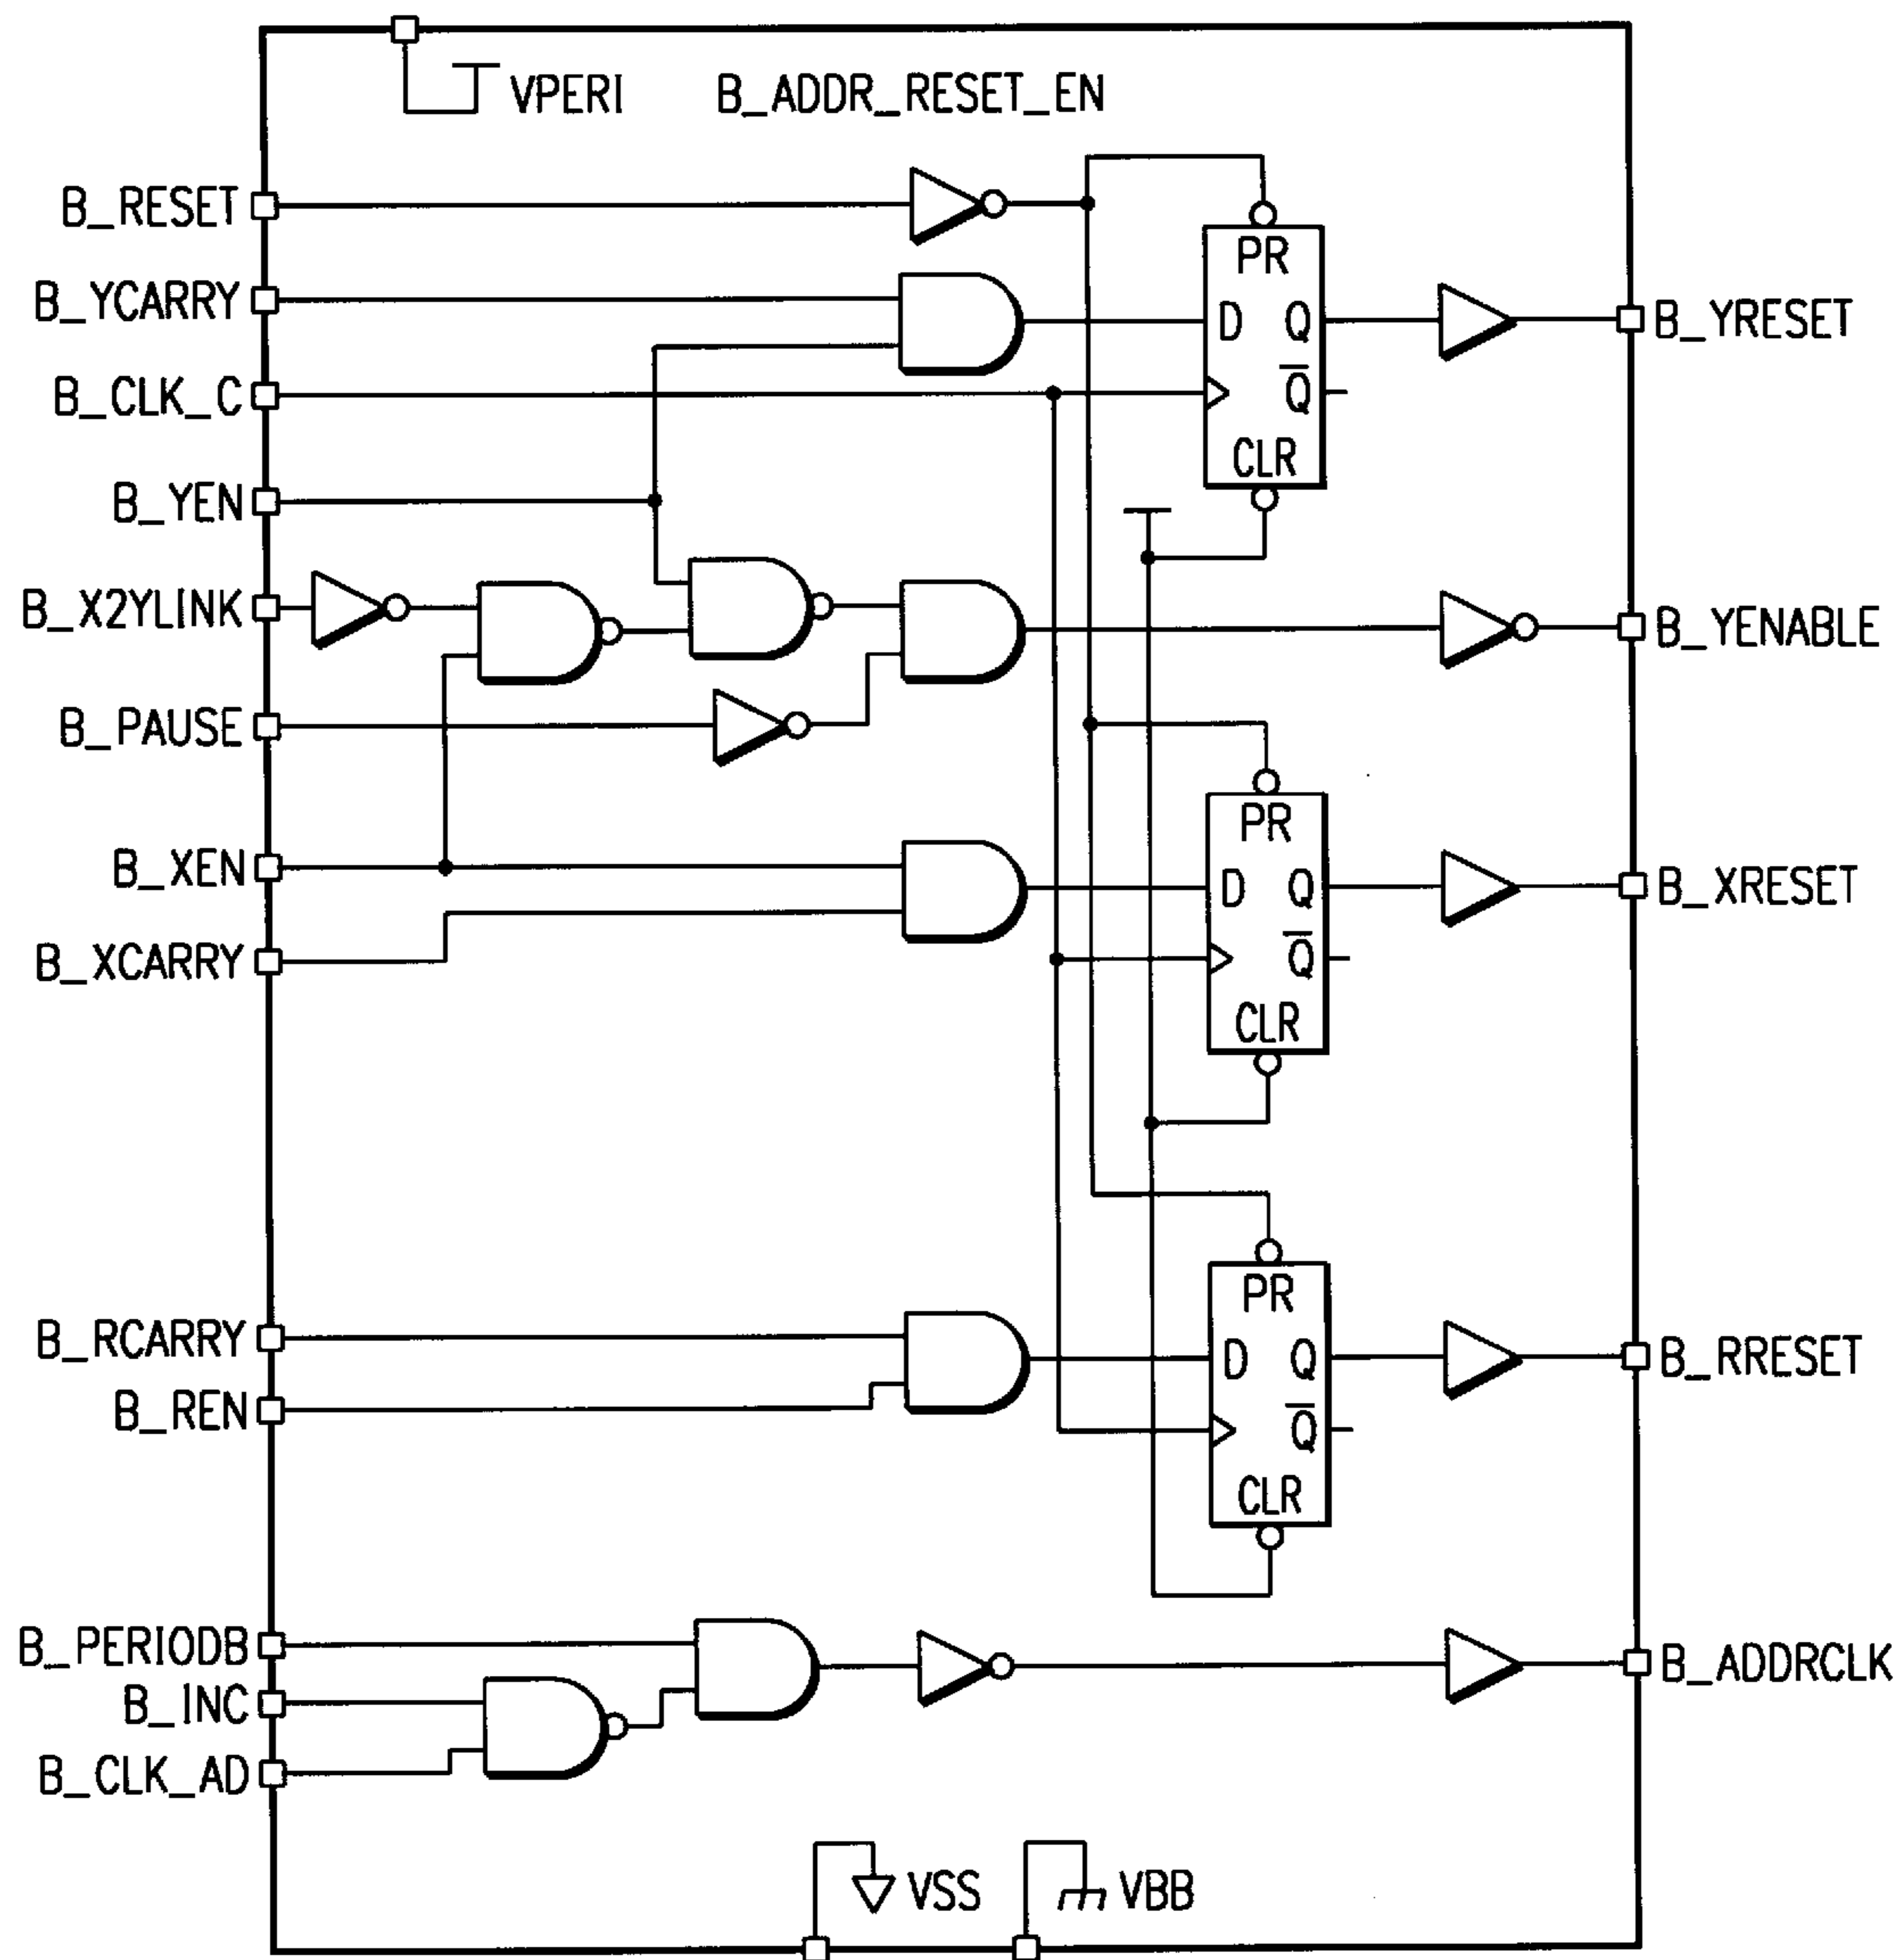 VPERI
B_ADDR_RESET_EN
B_RESET
B_YCARRY
B_CLK_C
B_YEN
B_X2YLINK
B_PAUSE
B_XEN
B_XCARRY
B_RCARRY
B_REN
B_PERIODB
B_INC
B_CLK_AD
PR
D Q
Q̅
CLR
PR
D Q
Q̅
CLR
PR
D Q
Q̅
CLR
B_YRESET
B_YENABLE
B_XRESET
B_RRESET
B_ADDRCLK
VSS
VBB